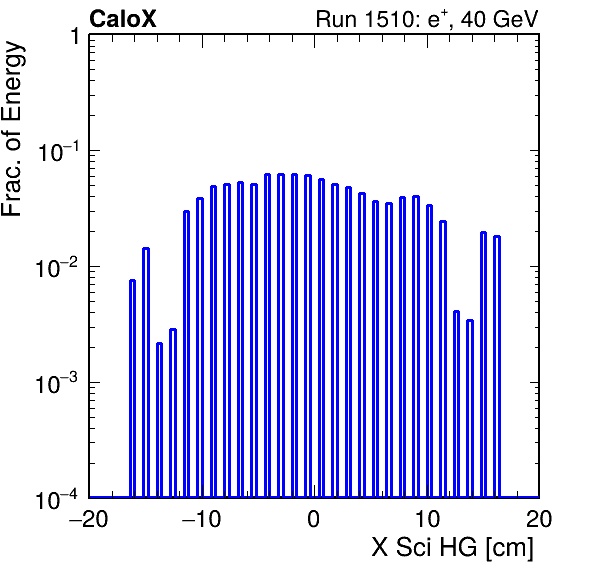 CaloX Run 1510: e⁺, 40 GeV
Frac. of Energy
1
10⁻¹
10⁻²
10⁻³
10⁻⁴
−20 −10 0 10 20
X Sci HG [cm]